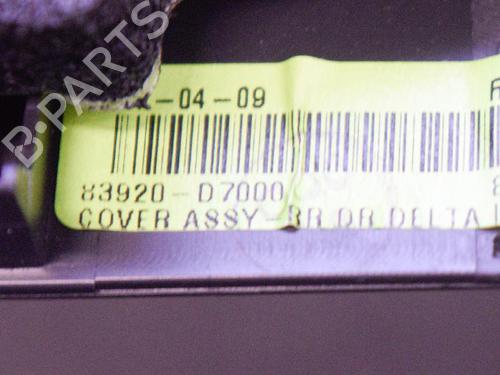 B-PARTS
-04-09
83920-D7000
COVER ASSY-RR DR DELTA